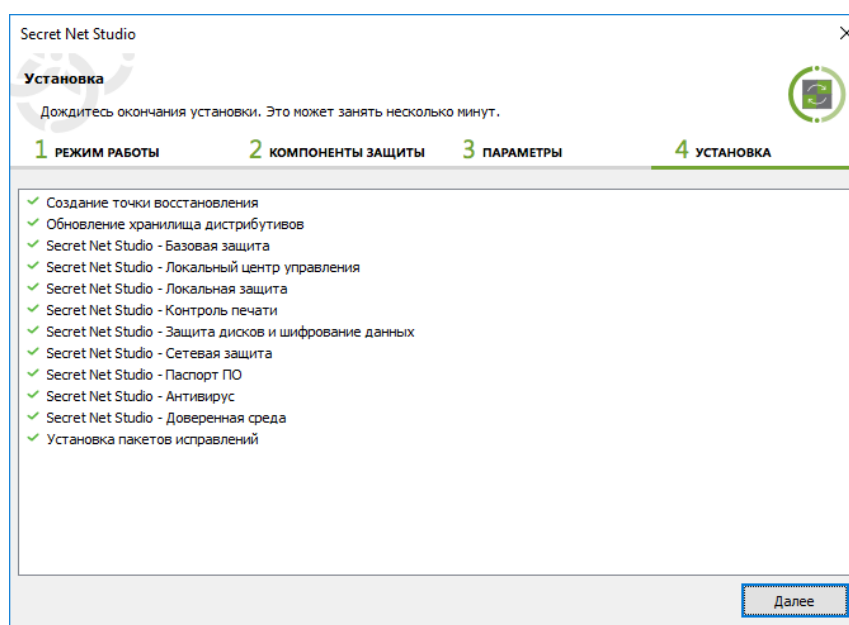 Secret Net Studio
Установка
Дождитесь окончания установки. Это может занять несколько минут.
1 РЕЖИМ РАБОТЫ 2 КОМПОНЕНТЫ ЗАЩИТЫ 3 ПАРАМЕТРЫ 4 УСТАНОВКА
Создание точки восстановления
Обновление хранилища дистрибутивов
Secret Net Studio - Базовая защита
Secret Net Studio - Локальный центр управления
Secret Net Studio - Локальная защита
Secret Net Studio - Контроль печати
Secret Net Studio - Защита дисков и шифрование данных
Secret Net Studio - Сетевая защита
Secret Net Studio - Паспорт ПО
Secret Net Studio - Антивирус
Secret Net Studio - Доверенная среда
Установка пакетов исправлений
Далее